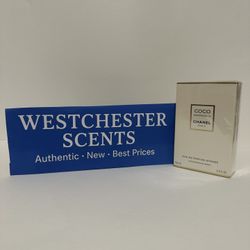 WESTCHESTER
SCENTS
Authentic · New · Best Prices
COCO
CHANEL